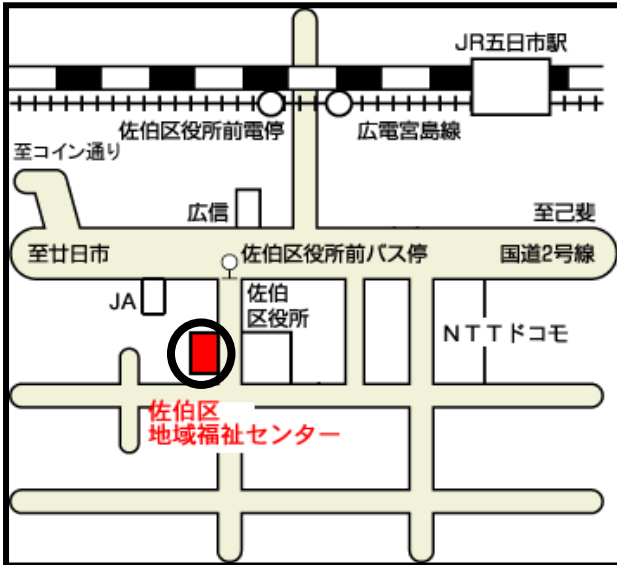 JR五日市駅
佐伯区役所前電停
広電宮島線
至コイン通り
広信
至己斐
至廿日市
佐伯区役所前バス停
国道2号線
JA
佐伯
区役所
NTTドコモ
佐伯区
地域福祉センター